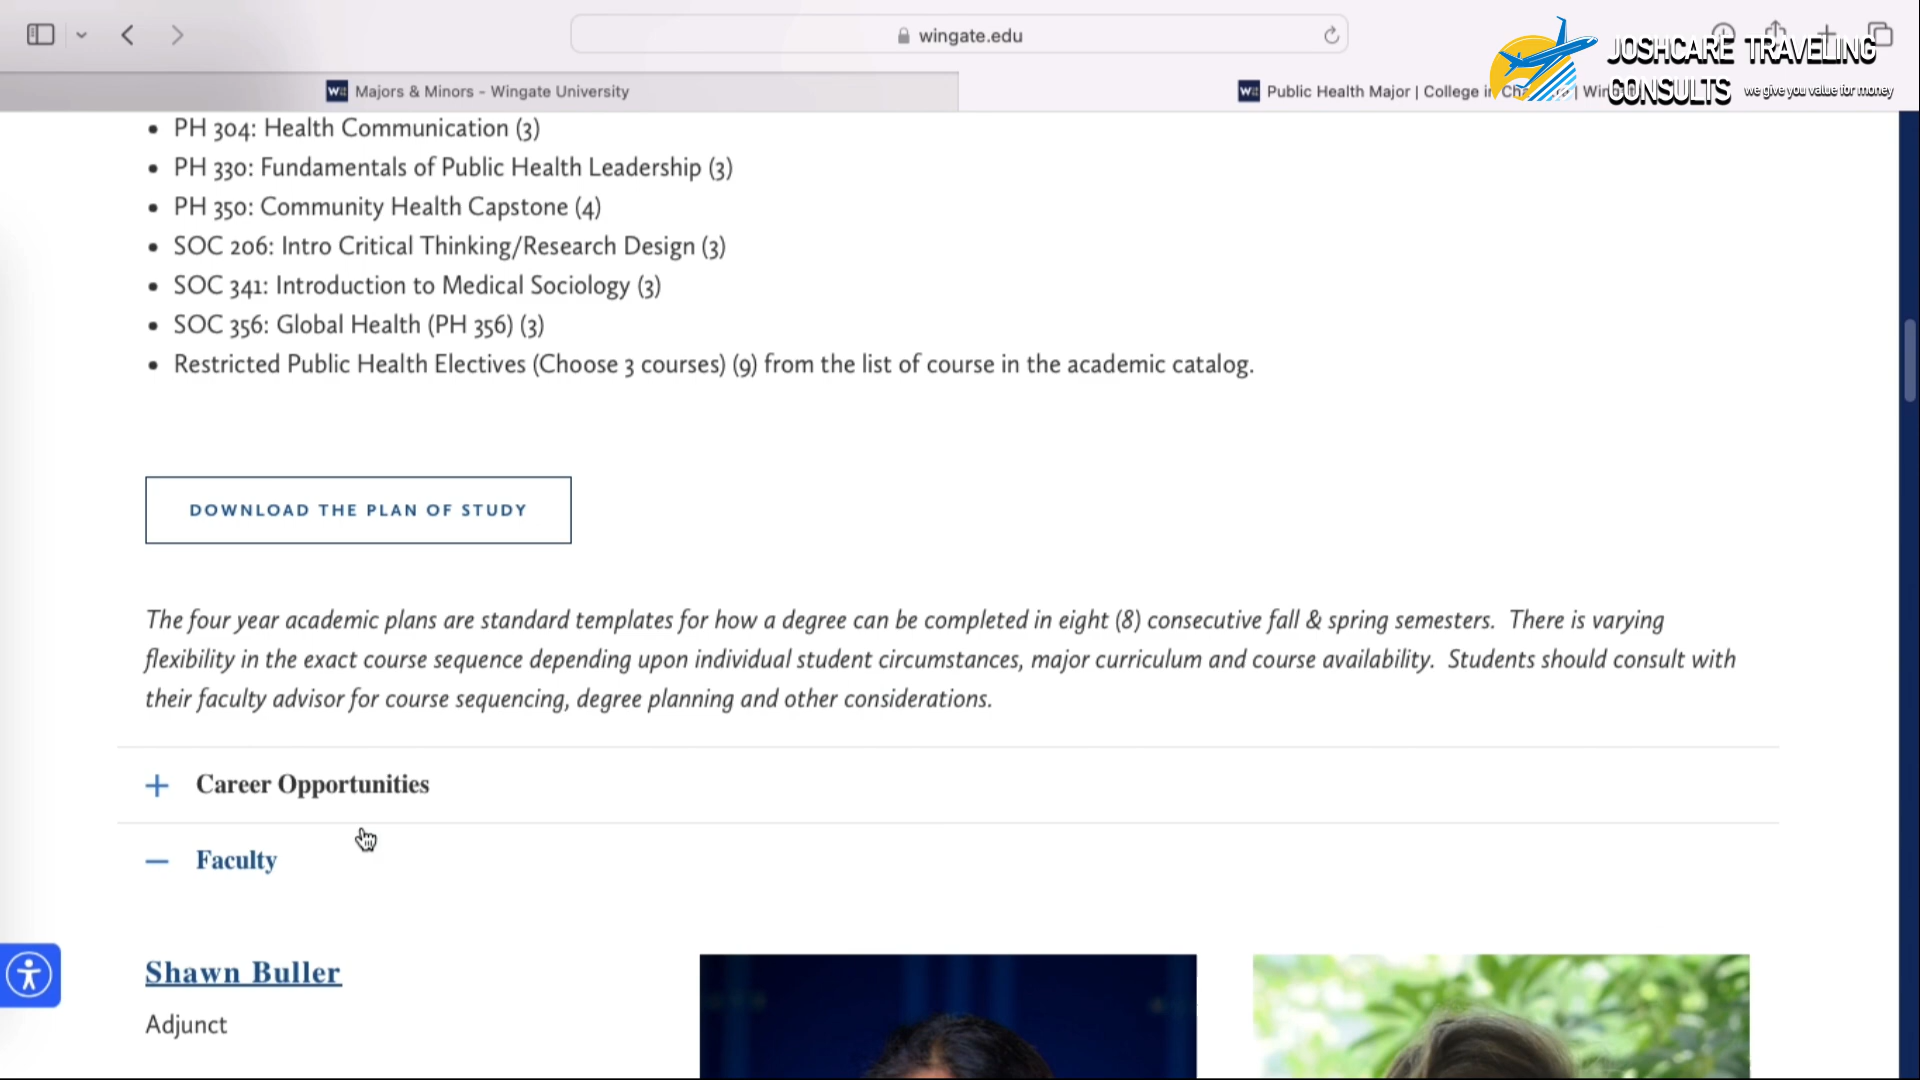 wingate.edu
JOSHCARE TRAVELING
CONSULTS we give you value for money
Majors & Minors - Wingate University
Public Health Major | College in Cha
PH 304: Health Communication (3)
PH 330: Fundamentals of Public Health Leadership (3)
PH 350: Community Health Capstone (4)
SOC 206: Intro Critical Thinking/Research Design (3)
SOC 341: Introduction to Medical Sociology (3)
SOC 356: Global Health (PH 356) (3)
Restricted Public Health Electives (Choose 3 courses) (9) from the list of course in the academic catalog.
DOWNLOAD THE PLAN OF STUDY
The four year academic plans are standard templates for how a degree can be completed in eight (8) consecutive fall & spring semesters. There is varying
flexibility in the exact course sequence depending upon individual student circumstances, major curriculum and course availability. Students should consult with
their faculty advisor for course sequencing, degree planning and other considerations.
Career Opportunities
Faculty
Shawn Buller
Adjunct